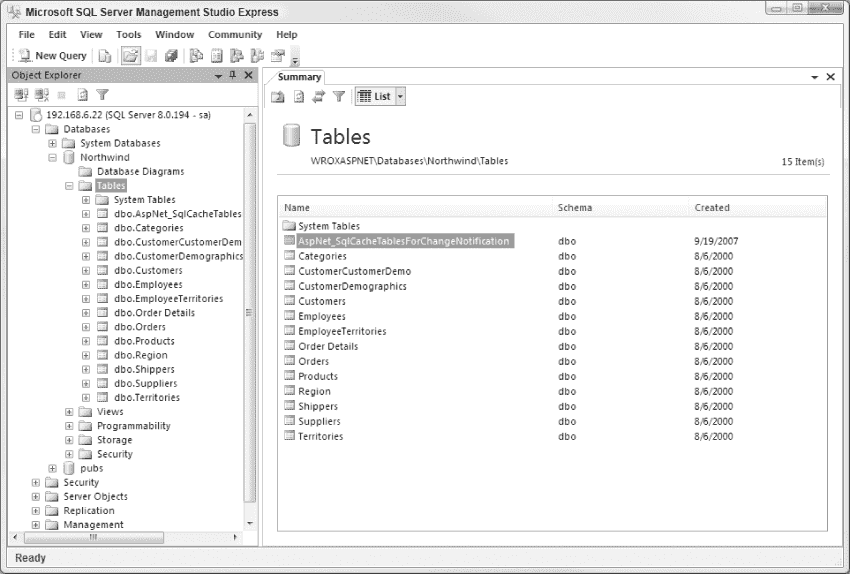 Microsoft SQL Server Management Studio Express
File Edit View Tools Window Community Help
New Query
Object Explorer
192.168.6.22 (SQL Server 8.0.194 - sa)
Databases
System Databases
Northwind
Database Diagrams
Tables
System Tables
dbo.AspNet_SqlCacheTables
dbo.Categories
dbo.CustomerCustomerDem
dbo.CustomerDemographics
dbo.Customers
dbo.Employees
dbo.EmployeeTerritories
dbo.Order Details
dbo.Orders
dbo.Products
dbo.Region
dbo.Shippers
dbo.Suppliers
dbo.Territories
Views
Programmability
Storage
Security
pubs
Security
Server Objects
Replication
Management
Summary
List
Tables
WROXASPNET\Databases\Northwind\Tables 15 Item(s)
Name Schema Created
System Tables
AspNet_SqlCacheTablesForChangeNotification dbo 9/19/2007
Categories dbo 8/6/2000
CustomerCustomerDemo dbo 8/6/2000
CustomerDemographics dbo 8/6/2000
Customers dbo 8/6/2000
Employees dbo 8/6/2000
EmployeeTerritories dbo 8/6/2000
Order Details dbo 8/6/2000
Orders dbo 8/6/2000
Products dbo 8/6/2000
Region dbo 8/6/2000
Shippers dbo 8/6/2000
Suppliers dbo 8/6/2000
Territories dbo 8/6/2000
Ready